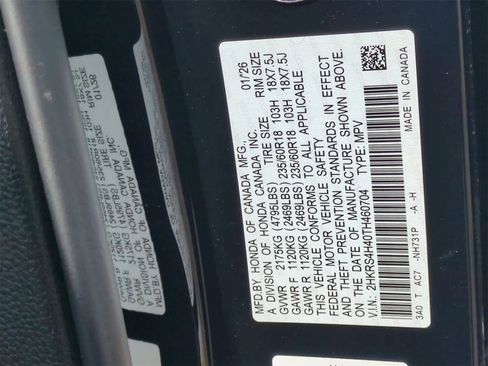 MFD. BY HONDA OF CANADA MFG., 01/26
A DIVISION OF HONDA CANADA INC.
TIRE SIZE RIM SIZE
GVWR 2175KG (4795LBS)
GAWR F 1120KG (2469LBS) 235/60R18 103H 18X7.5J
GAWR R 1120KG (2469LBS) 235/60R18 103H 18X7.5J
THIS VEHICLE CONFORMS TO ALL APPLICABLE
FEDERAL MOTOR VEHICLE SAFETY
AND THEFT PREVENTION STANDARDS IN EFFECT
ON THE DATE OF MANUFACTURE SHOWN ABOVE.
V.I.N.: 2HKRS4H40TH460704 TYPE: MPV
3A0 T AC7 -NH731P -A -H MADE IN CANADA